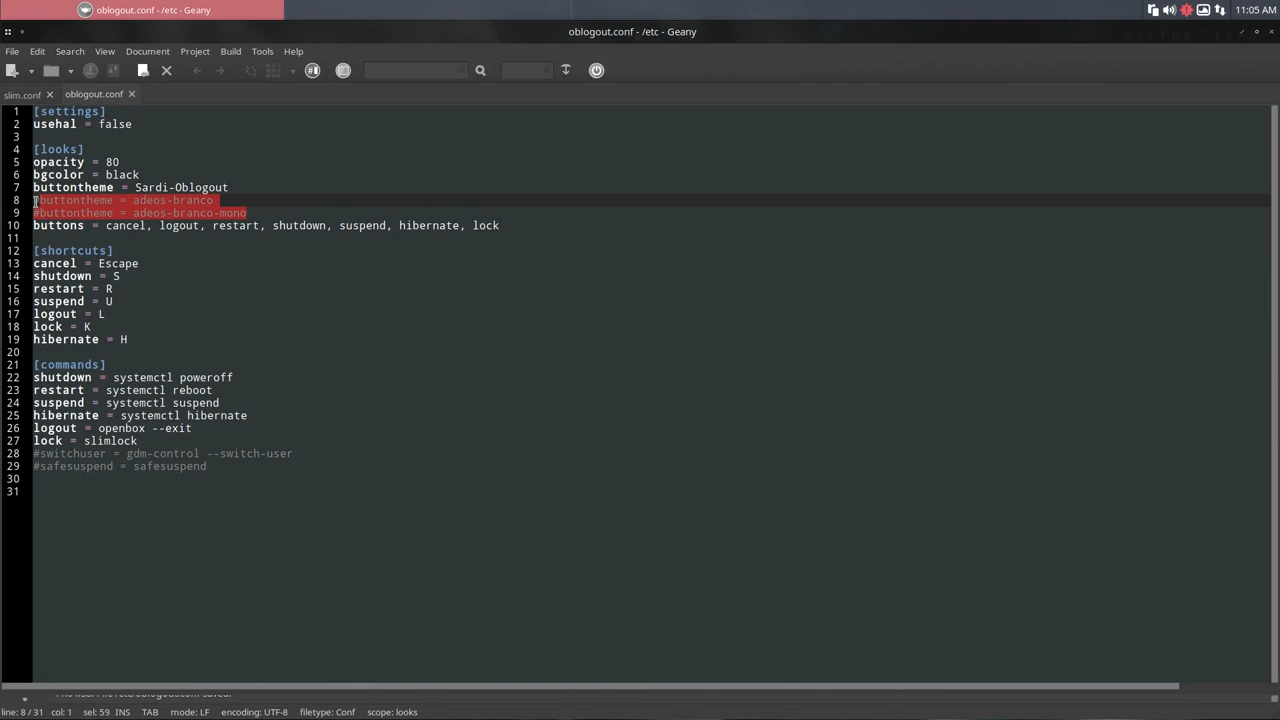 oblogout.conf - /etc - Geany
11:05 AM
oblogout.conf - /etc - Geany
File Edit Search View Document Project Build Tools Help
slim.conf
oblogout.conf
1 [settings]
2 usehal = false
3
4 [looks]
5 opacity = 80
6 bgcolor = black
7 buttontheme = Sardi-Oblogout
8 #buttontheme = adeos-branco
9 #buttontheme = adeos-branco-mono
10 buttons = cancel, logout, restart, shutdown, suspend, hibernate, lock
11
12 [shortcuts]
13 cancel = Escape
14 shutdown = S
15 restart = R
16 suspend = U
17 logout = L
18 lock = K
19 hibernate = H
20
21 [commands]
22 shutdown = systemctl poweroff
23 restart = systemctl reboot
24 suspend = systemctl suspend
25 hibernate = systemctl hibernate
26 logout = openbox --exit
27 lock = slimlock
28 #switchuser = gdm-control --switch-user
29 #safesuspend = safesuspend
30
31
line: 8 / 31 col: 1 sel: 59 INS TAB mode: LF encoding: UTF-8 filetype: Conf scope: looks